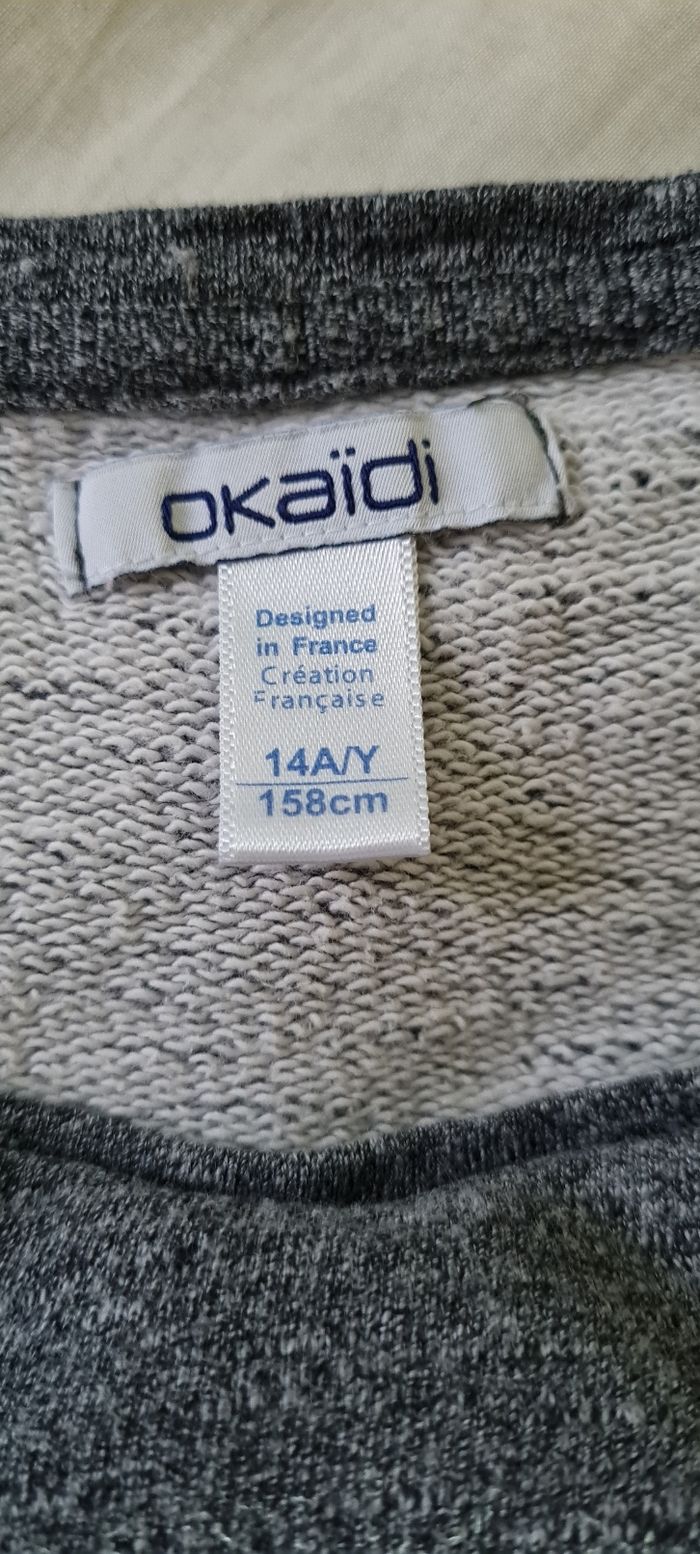 okaïdi
Designed
in France
Création
Française
14A/Y
158cm